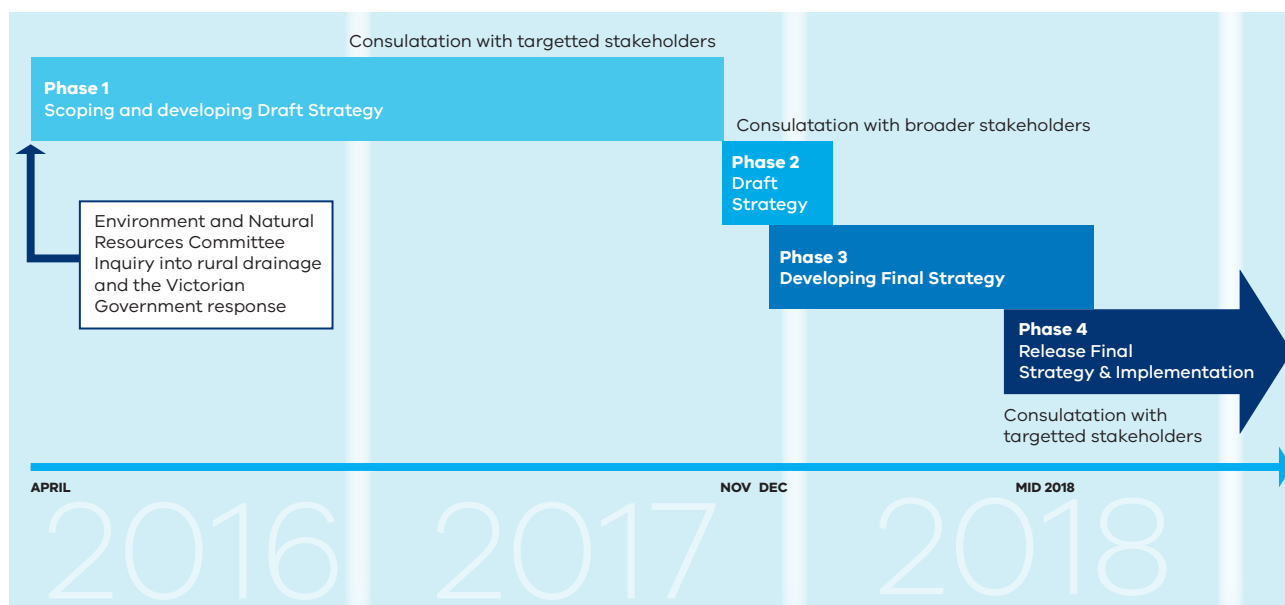 Consulatation with targetted stakeholders
Phase 1
Scoping and developing Draft Strategy
Consulatation with broader stakeholders
Phase 2
Draft
Strategy
Environment and Natural
Resources Committee
Inquiry into rural drainage
and the Victorian
Government response
Phase 3
Developing Final Strategy
Phase 4
Release Final
Strategy & Implementation
Consulatation with
targetted stakeholders
APRIL
NOV DEC
MID 2018
2016
2017
2018